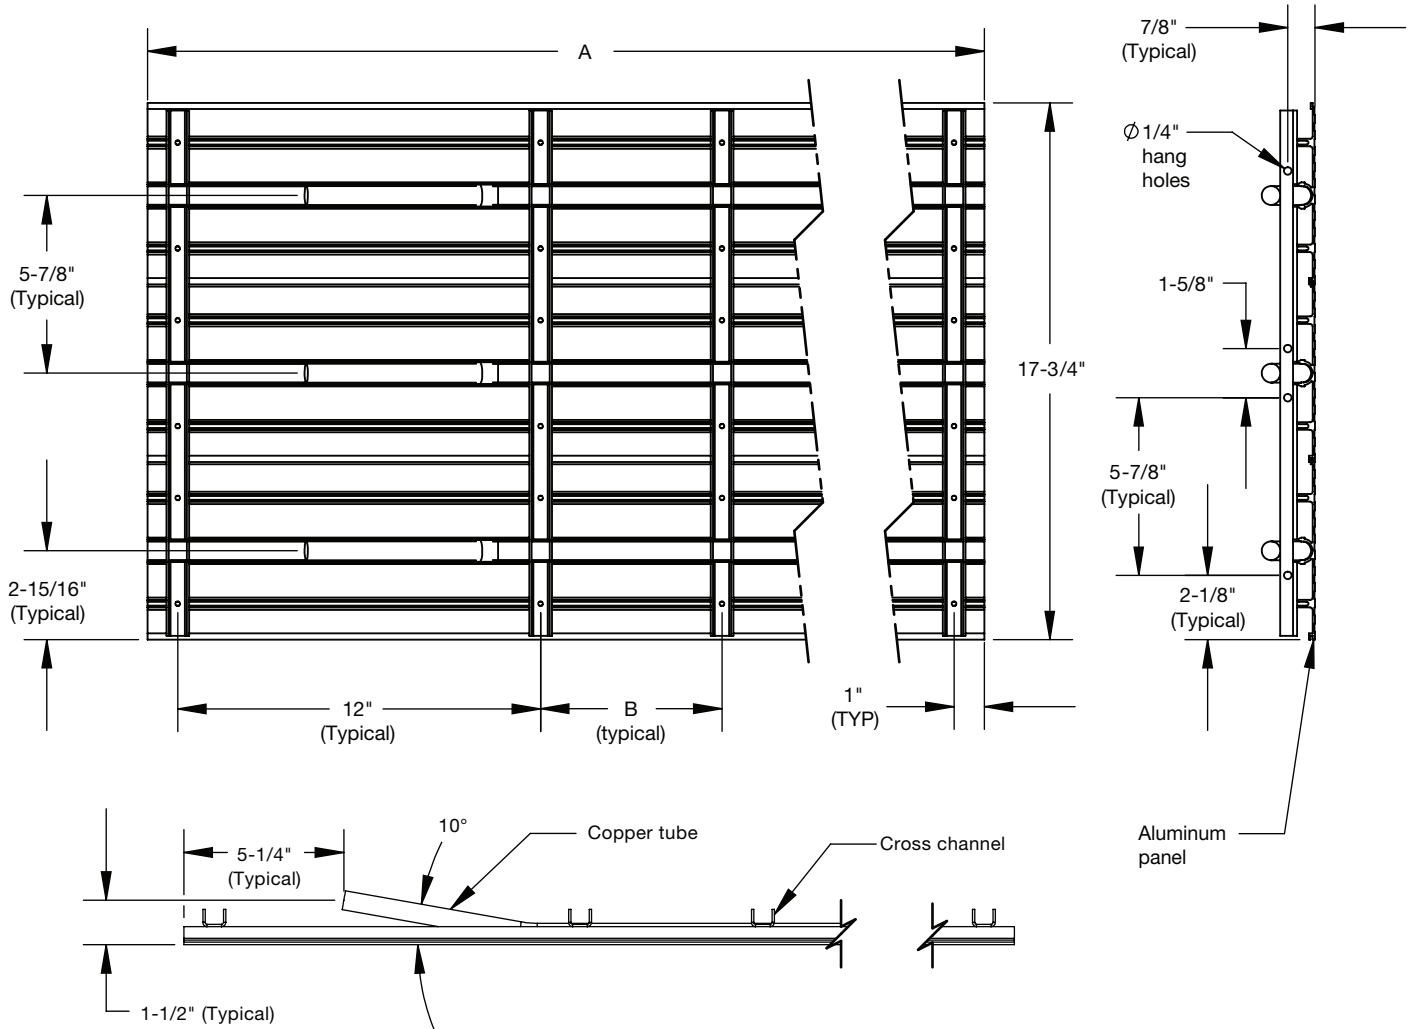 A
7/8"
(Typical)
Ø 1/4"
hang
holes
5-7/8"
(Typical)
1-5/8"
17-3/4"
5-7/8"
(Typical)
2-15/16"
(Typical)
2-1/8"
(Typical)
12"
(Typical)
B
(typical)
1"
(TYP)
10°
Copper tube
Cross channel
Aluminum
panel
5-1/4"
(Typical)
1-1/2" (Typical)